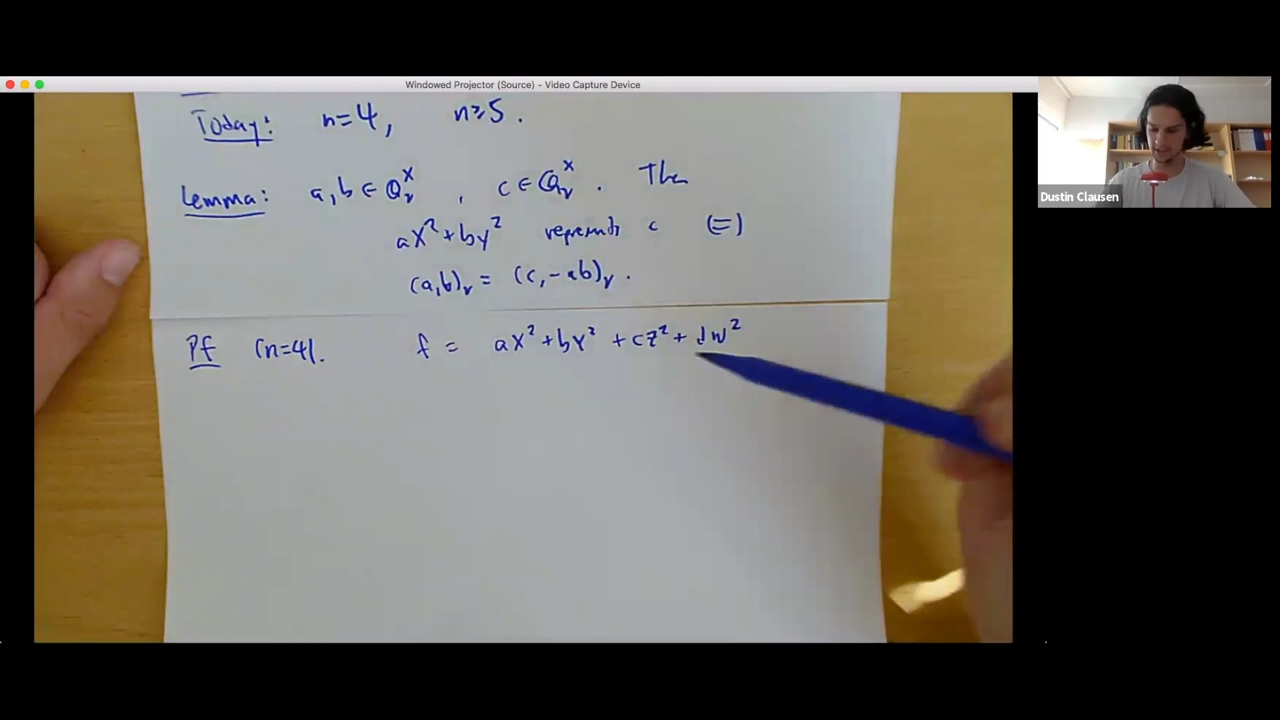 Windowed Projector (Source) - Video Capture Device
Today: n=4, n≥5.
Lemma: a,b ∈ ℚᵥˣ, c ∈ ℚᵥˣ. Then
aX²+bY² represents c (=)
(a,b)ᵥ = (c,-ab)ᵥ.
Pf (n=4). f = aX²+bY²+cZ²+dW²
Dustin Clausen